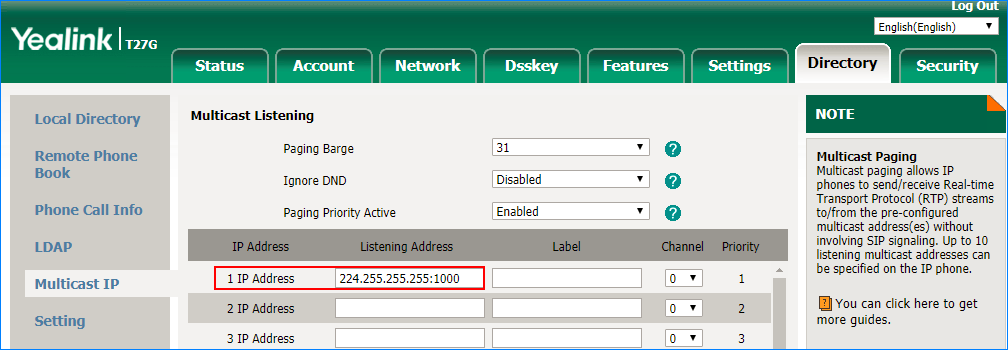 Log Out
Yealink T27G
English(English)
Status Account Network Dsskey Features Settings Directory Security
Local Directory
Remote Phone
Book
Phone Call Info
LDAP
Multicast IP
Setting
Multicast Listening
Paging Barge 31 ?
Ignore DND Disabled ?
Paging Priority Active Enabled ?
IP Address Listening Address Label Channel Priority
1 IP Address 224.255.255.255:1000 0 1
2 IP Address 0 2
3 IP Address 0 3
NOTE
Multicast Paging
Multicast paging allows IP
phones to send/receive Real-time
Transport Protocol (RTP) streams
to/from the pre-configured
multicast address(es) without
involving SIP signaling. Up to 10
listening multicast addresses can
be specified on the IP phone.
? You can click here to get
more guides.